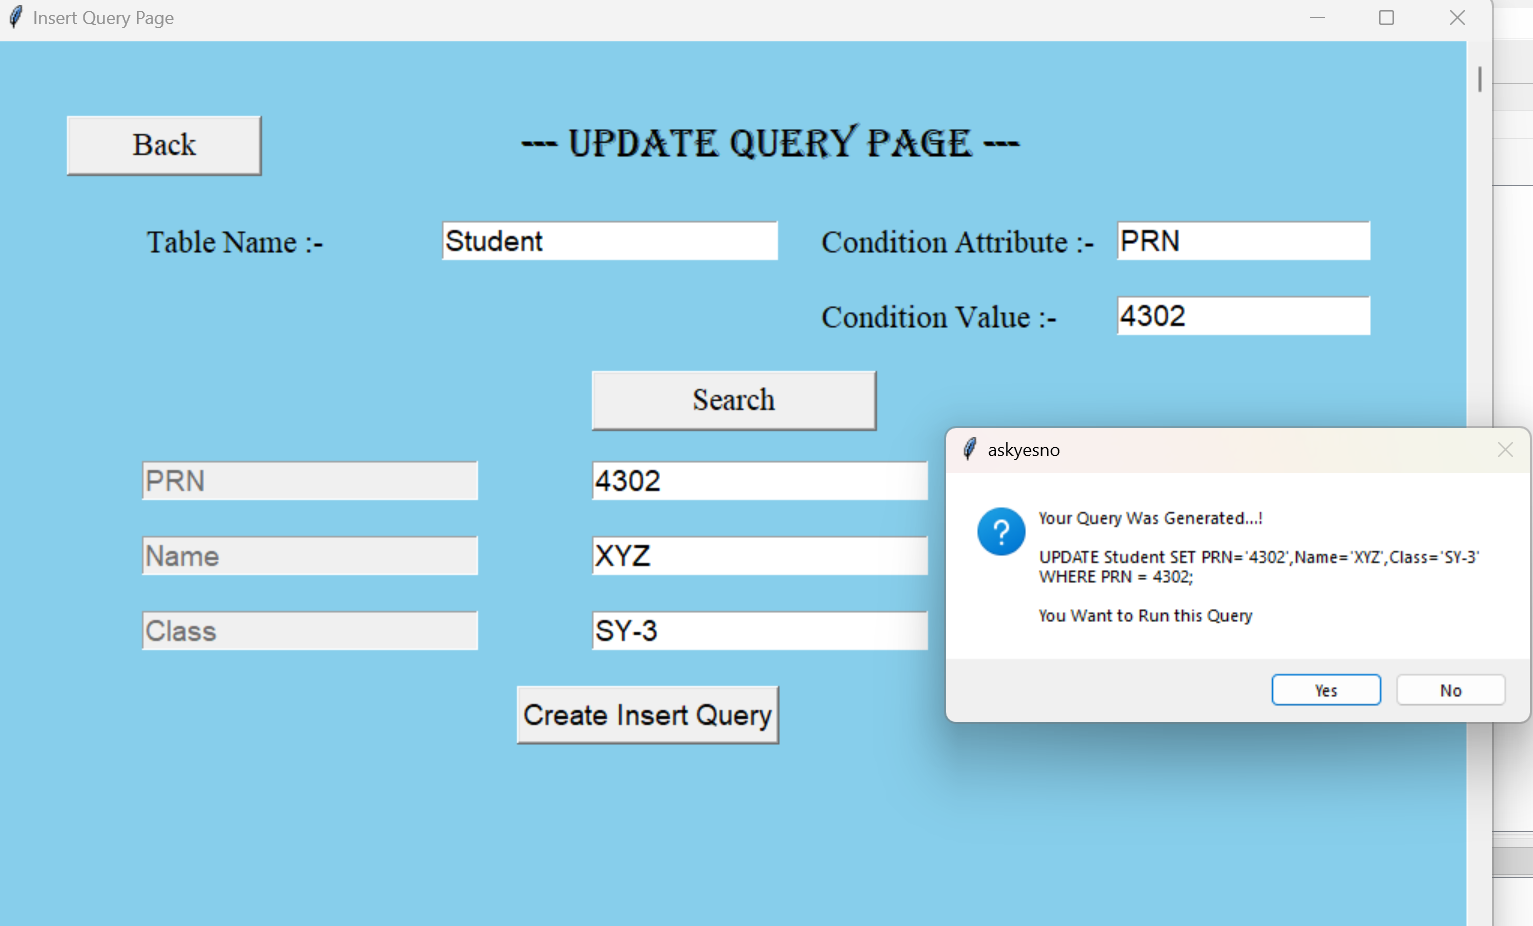 Insert Query Page
Back
--- UPDATE QUERY PAGE ---
Table Name :-
Student
Condition Attribute :-
PRN
Condition Value :-
4302
Search
PRN
4302
Name
XYZ
Class
SY-3
Create Insert Query
askyesno
Your Query Was Generated...!
UPDATE Student SET PRN='4302',Name='XYZ',Class='SY-3'
WHERE PRN = 4302;
You Want to Run this Query
Yes
No